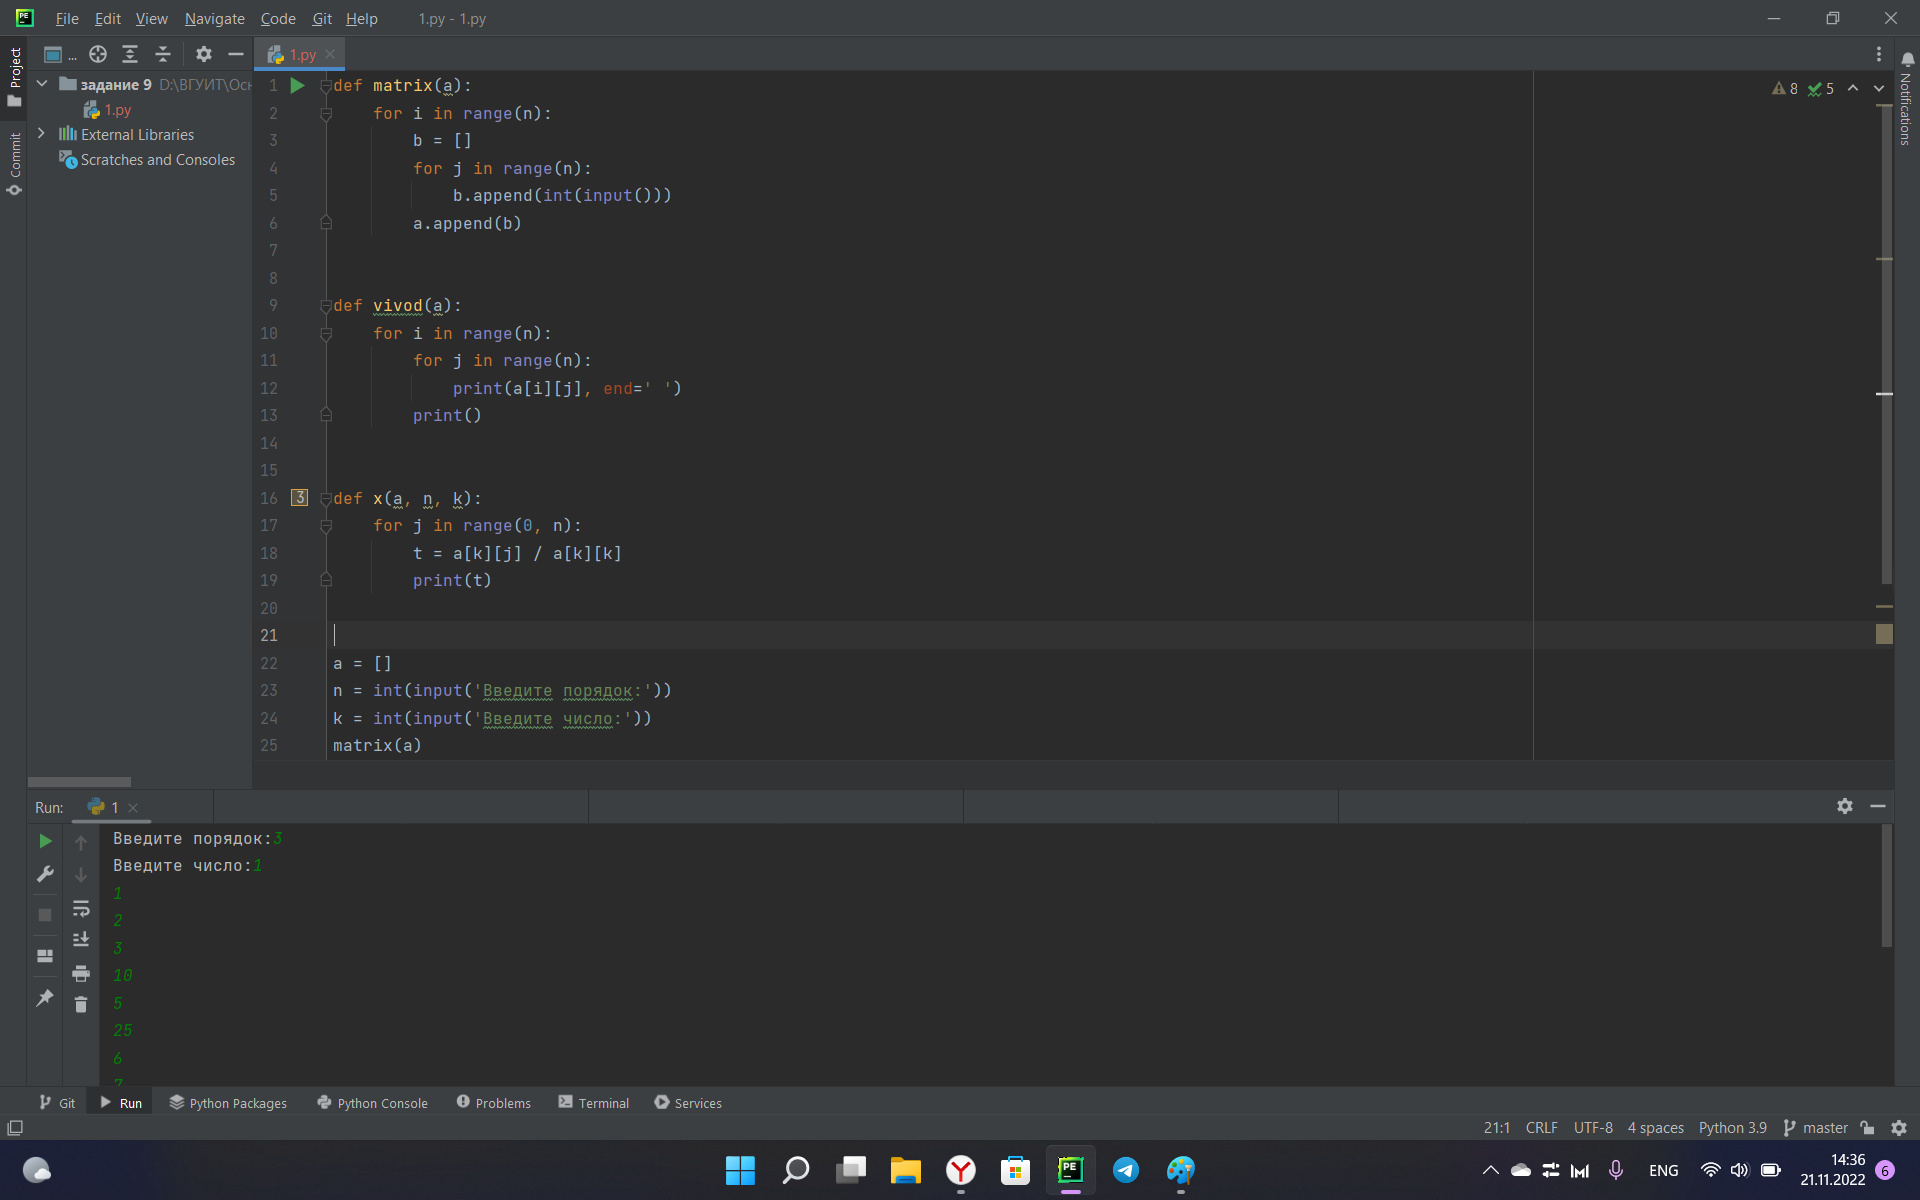 File Edit View Navigate Code Git Help 1.py - 1.py
Project
Commit
Notifications
...
1.py
задание 9 D:\ВГУИТ\Осн
1.py
External Libraries
Scratches and Consoles
8 5
1 def matrix(a):
2 for i in range(n):
3 b = []
4 for j in range(n):
5 b.append(int(input()))
6 a.append(b)
7
8
9 def vivod(a):
10 for i in range(n):
11 for j in range(n):
12 print(a[i][j], end=' ')
13 print()
14
15
16 3 def x(a, n, k):
17 for j in range(0, n):
18 t = a[k][j] / a[k][k]
19 print(t)
20
21
22 a = []
23 n = int(input('Введите порядок:'))
24 k = int(input('Введите число:'))
25 matrix(a)
Run: 1
Введите порядок:3
Введите число:1
1
2
3
10
5
25
6
7
Git Run Python Packages Python Console Problems Terminal Services
21:1 CRLF UTF-8 4 spaces Python 3.9 master
ENG 14:36
21.11.2022 6